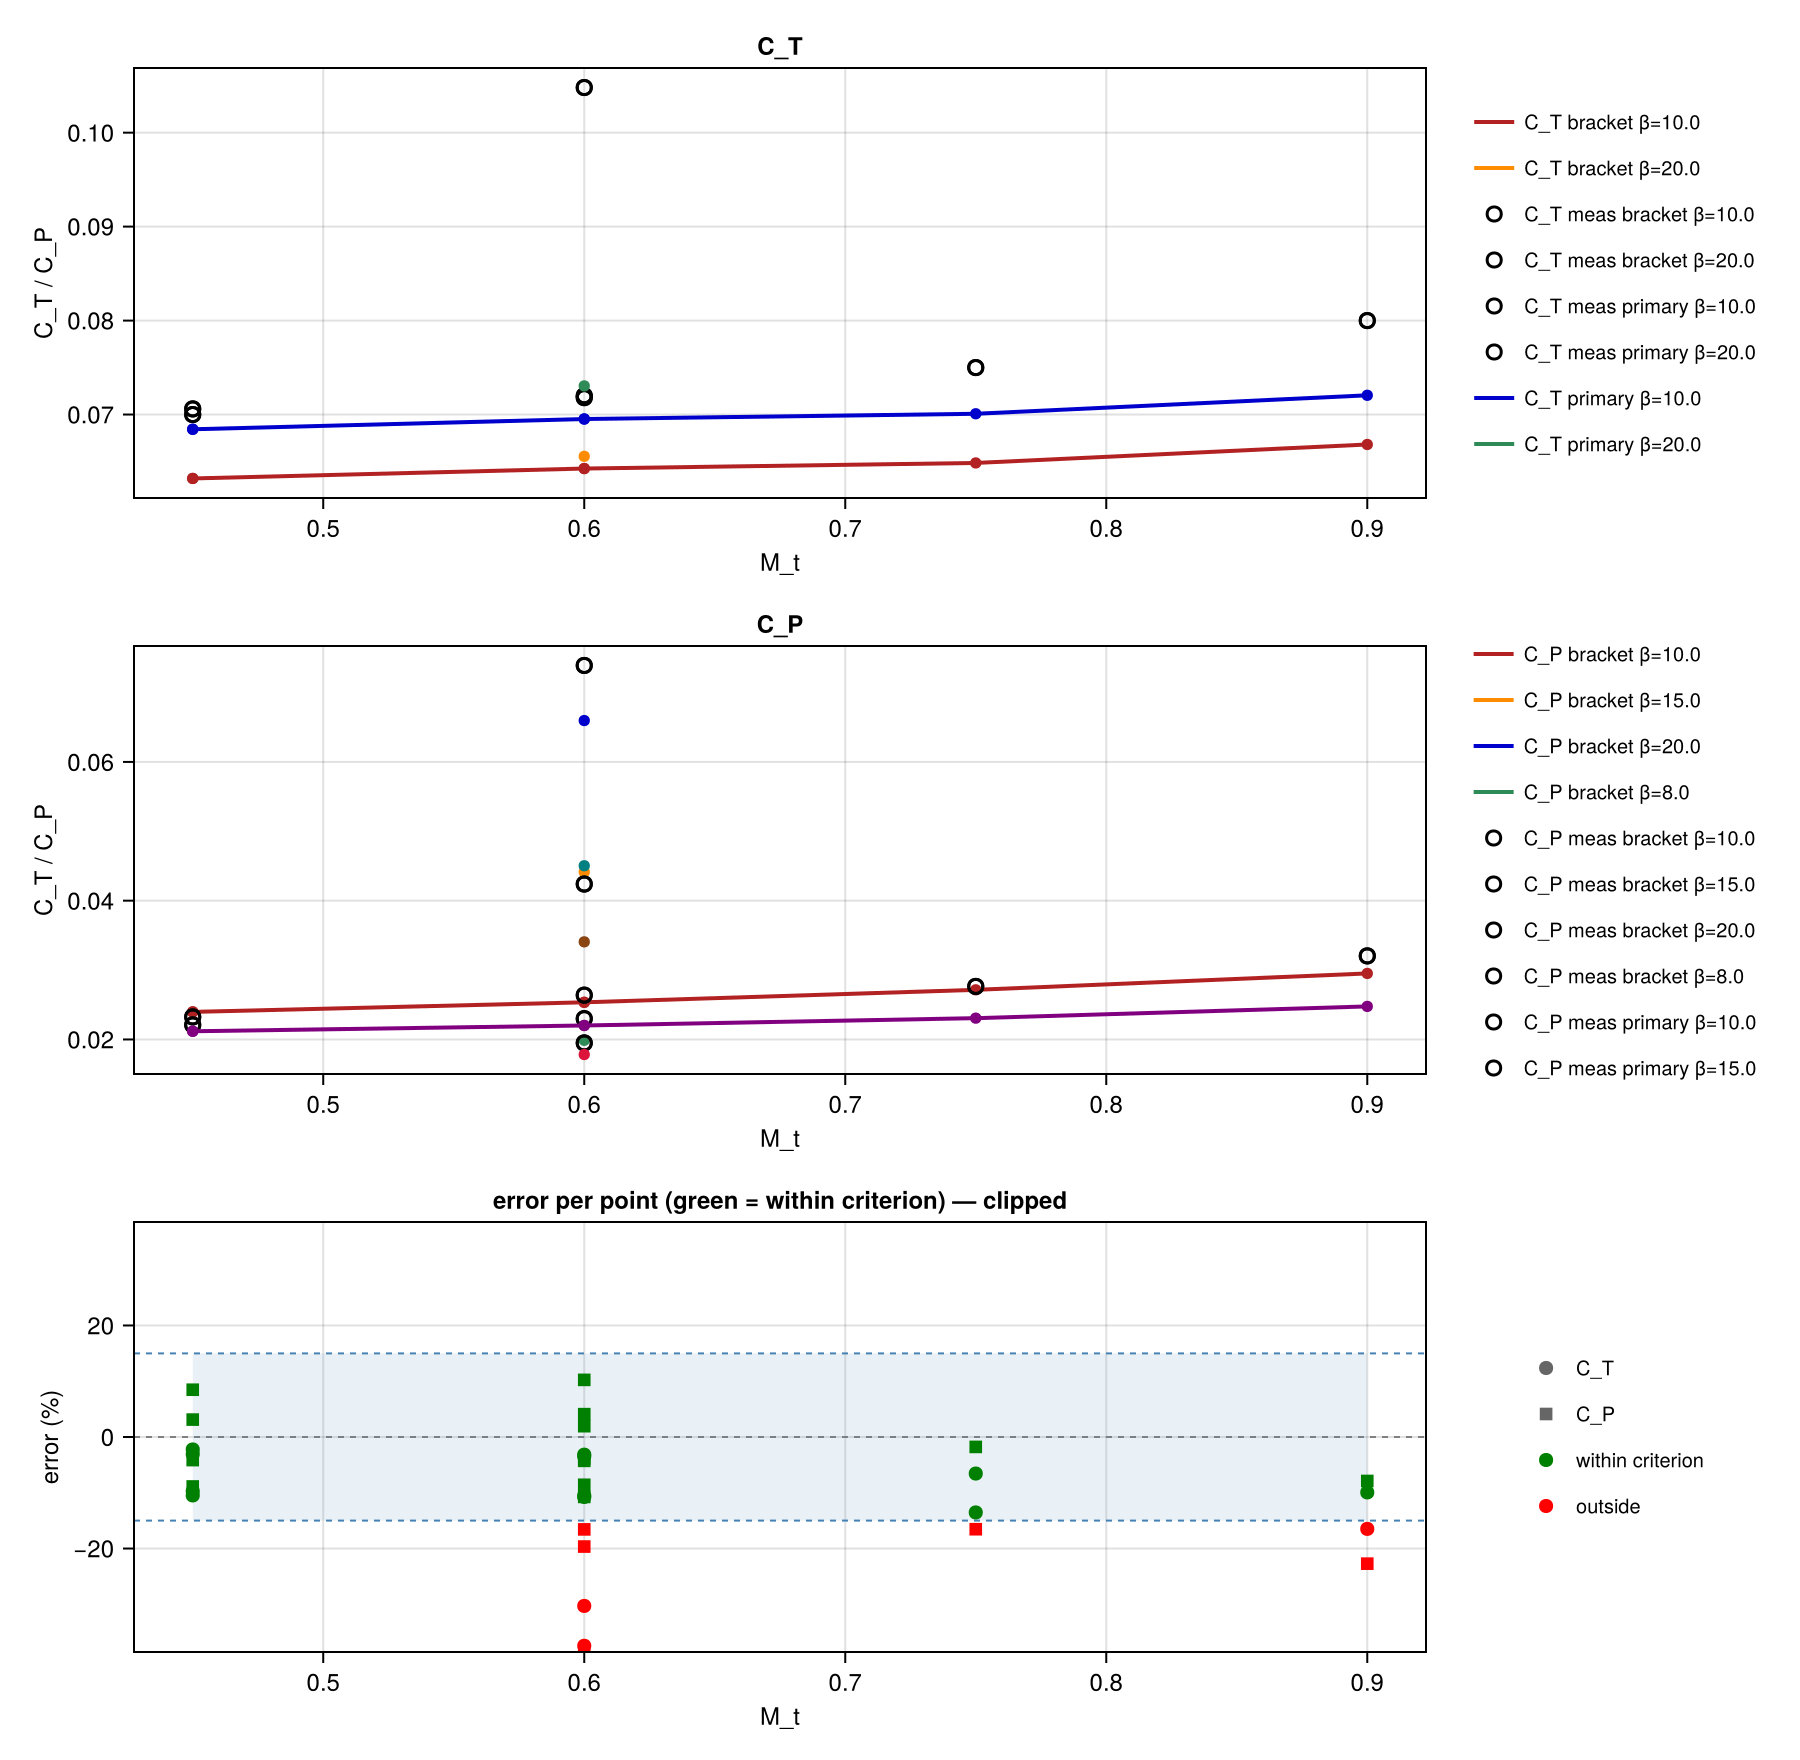 C_T
C_T / C_P
0.10
0.09
0.08
0.07
0.5
0.6
0.7
0.8
0.9
M_t
C_T bracket β=10.0
C_T bracket β=20.0
C_T meas bracket β=10.0
C_T meas bracket β=20.0
C_T meas primary β=10.0
C_T meas primary β=20.0
C_T primary β=10.0
C_T primary β=20.0
C_P
C_T / C_P
0.06
0.04
0.02
0.5
0.6
0.7
0.8
0.9
M_t
C_P bracket β=10.0
C_P bracket β=15.0
C_P bracket β=20.0
C_P bracket β=8.0
C_P meas bracket β=10.0
C_P meas bracket β=15.0
C_P meas bracket β=20.0
C_P meas bracket β=8.0
C_P meas primary β=10.0
C_P meas primary β=15.0
error per point (green = within criterion) — clipped
error (%)
20
0
−20
0.5
0.6
0.7
0.8
0.9
M_t
C_T
C_P
within criterion
outside